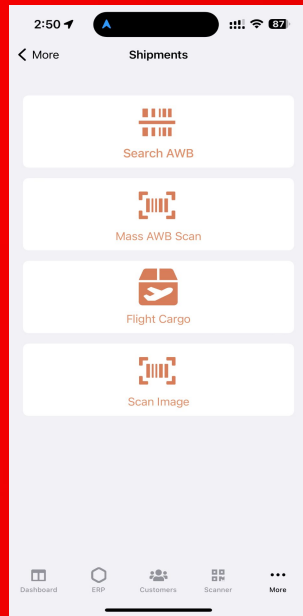 2:50
87
More
Shipments
Search AWB
Mass AWB Scan
Flight Cargo
Scan Image
Dashboard
ERP
Customers
Scanner
More